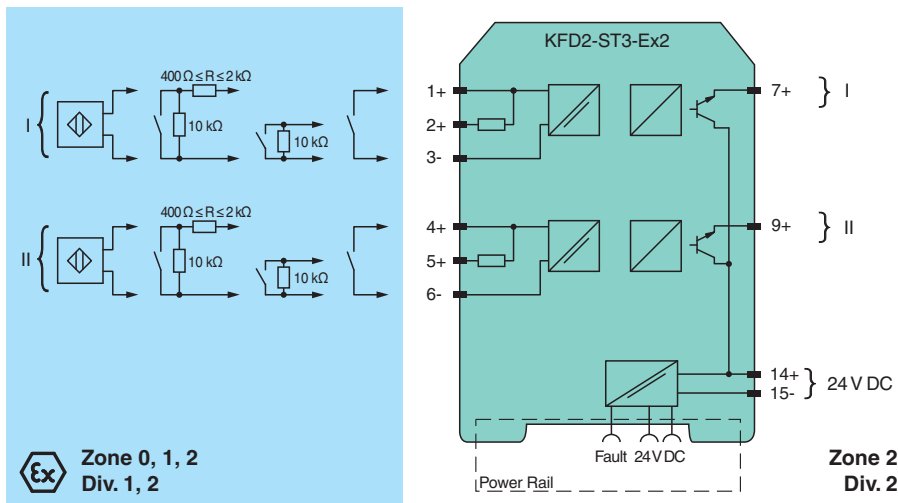 KFD2-ST3-Ex2
400 Ω ≤ R ≤ 2 kΩ
I
10 kΩ
10 kΩ
1+
2+
3-
7+
I
400 Ω ≤ R ≤ 2 kΩ
II
10 kΩ
10 kΩ
4+
5+
6-
9+
II
14+
15-
24 V DC
Fault 24 V DC
Power Rail
Ex
Zone 0, 1, 2
Div. 1, 2
Zone 2
Div. 2